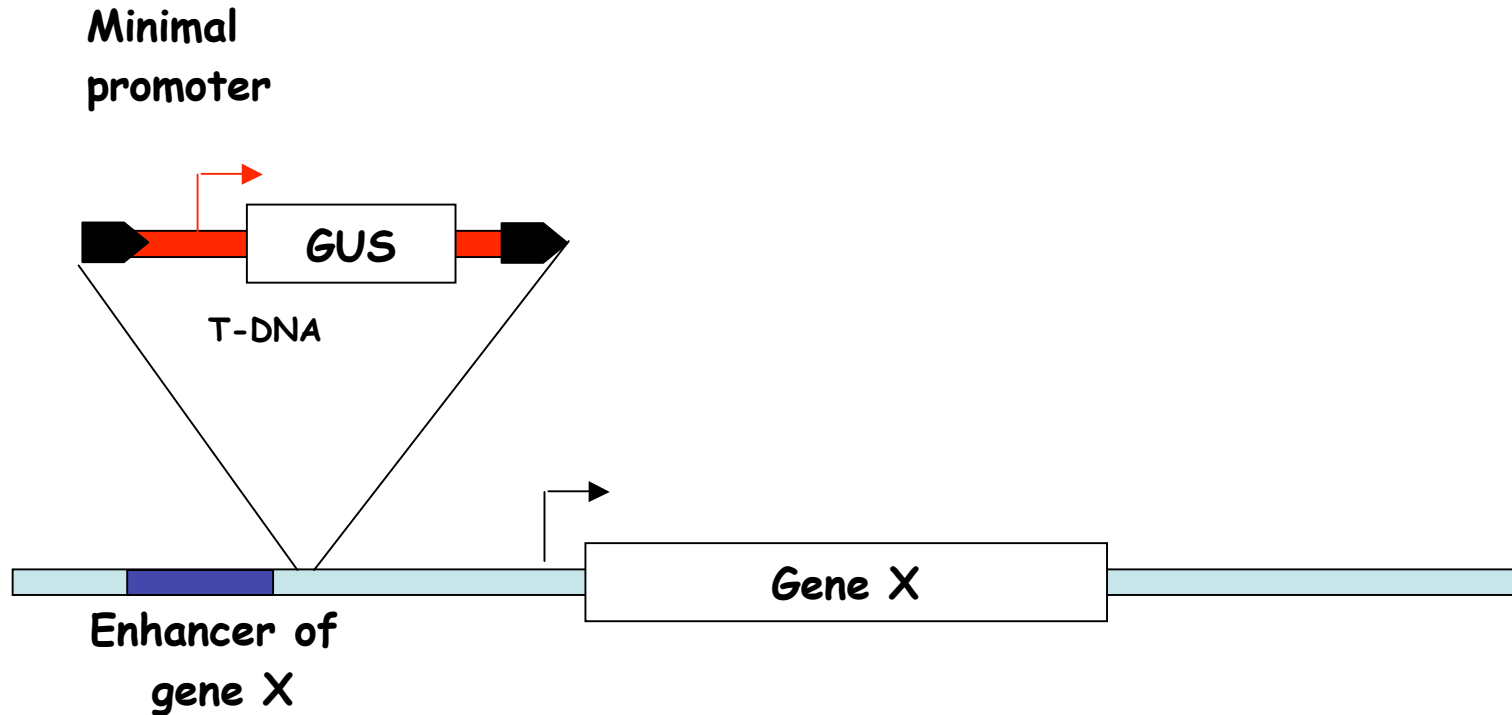 Minimal
promoter
GUS
T-DNA
Gene X
Enhancer of
gene X